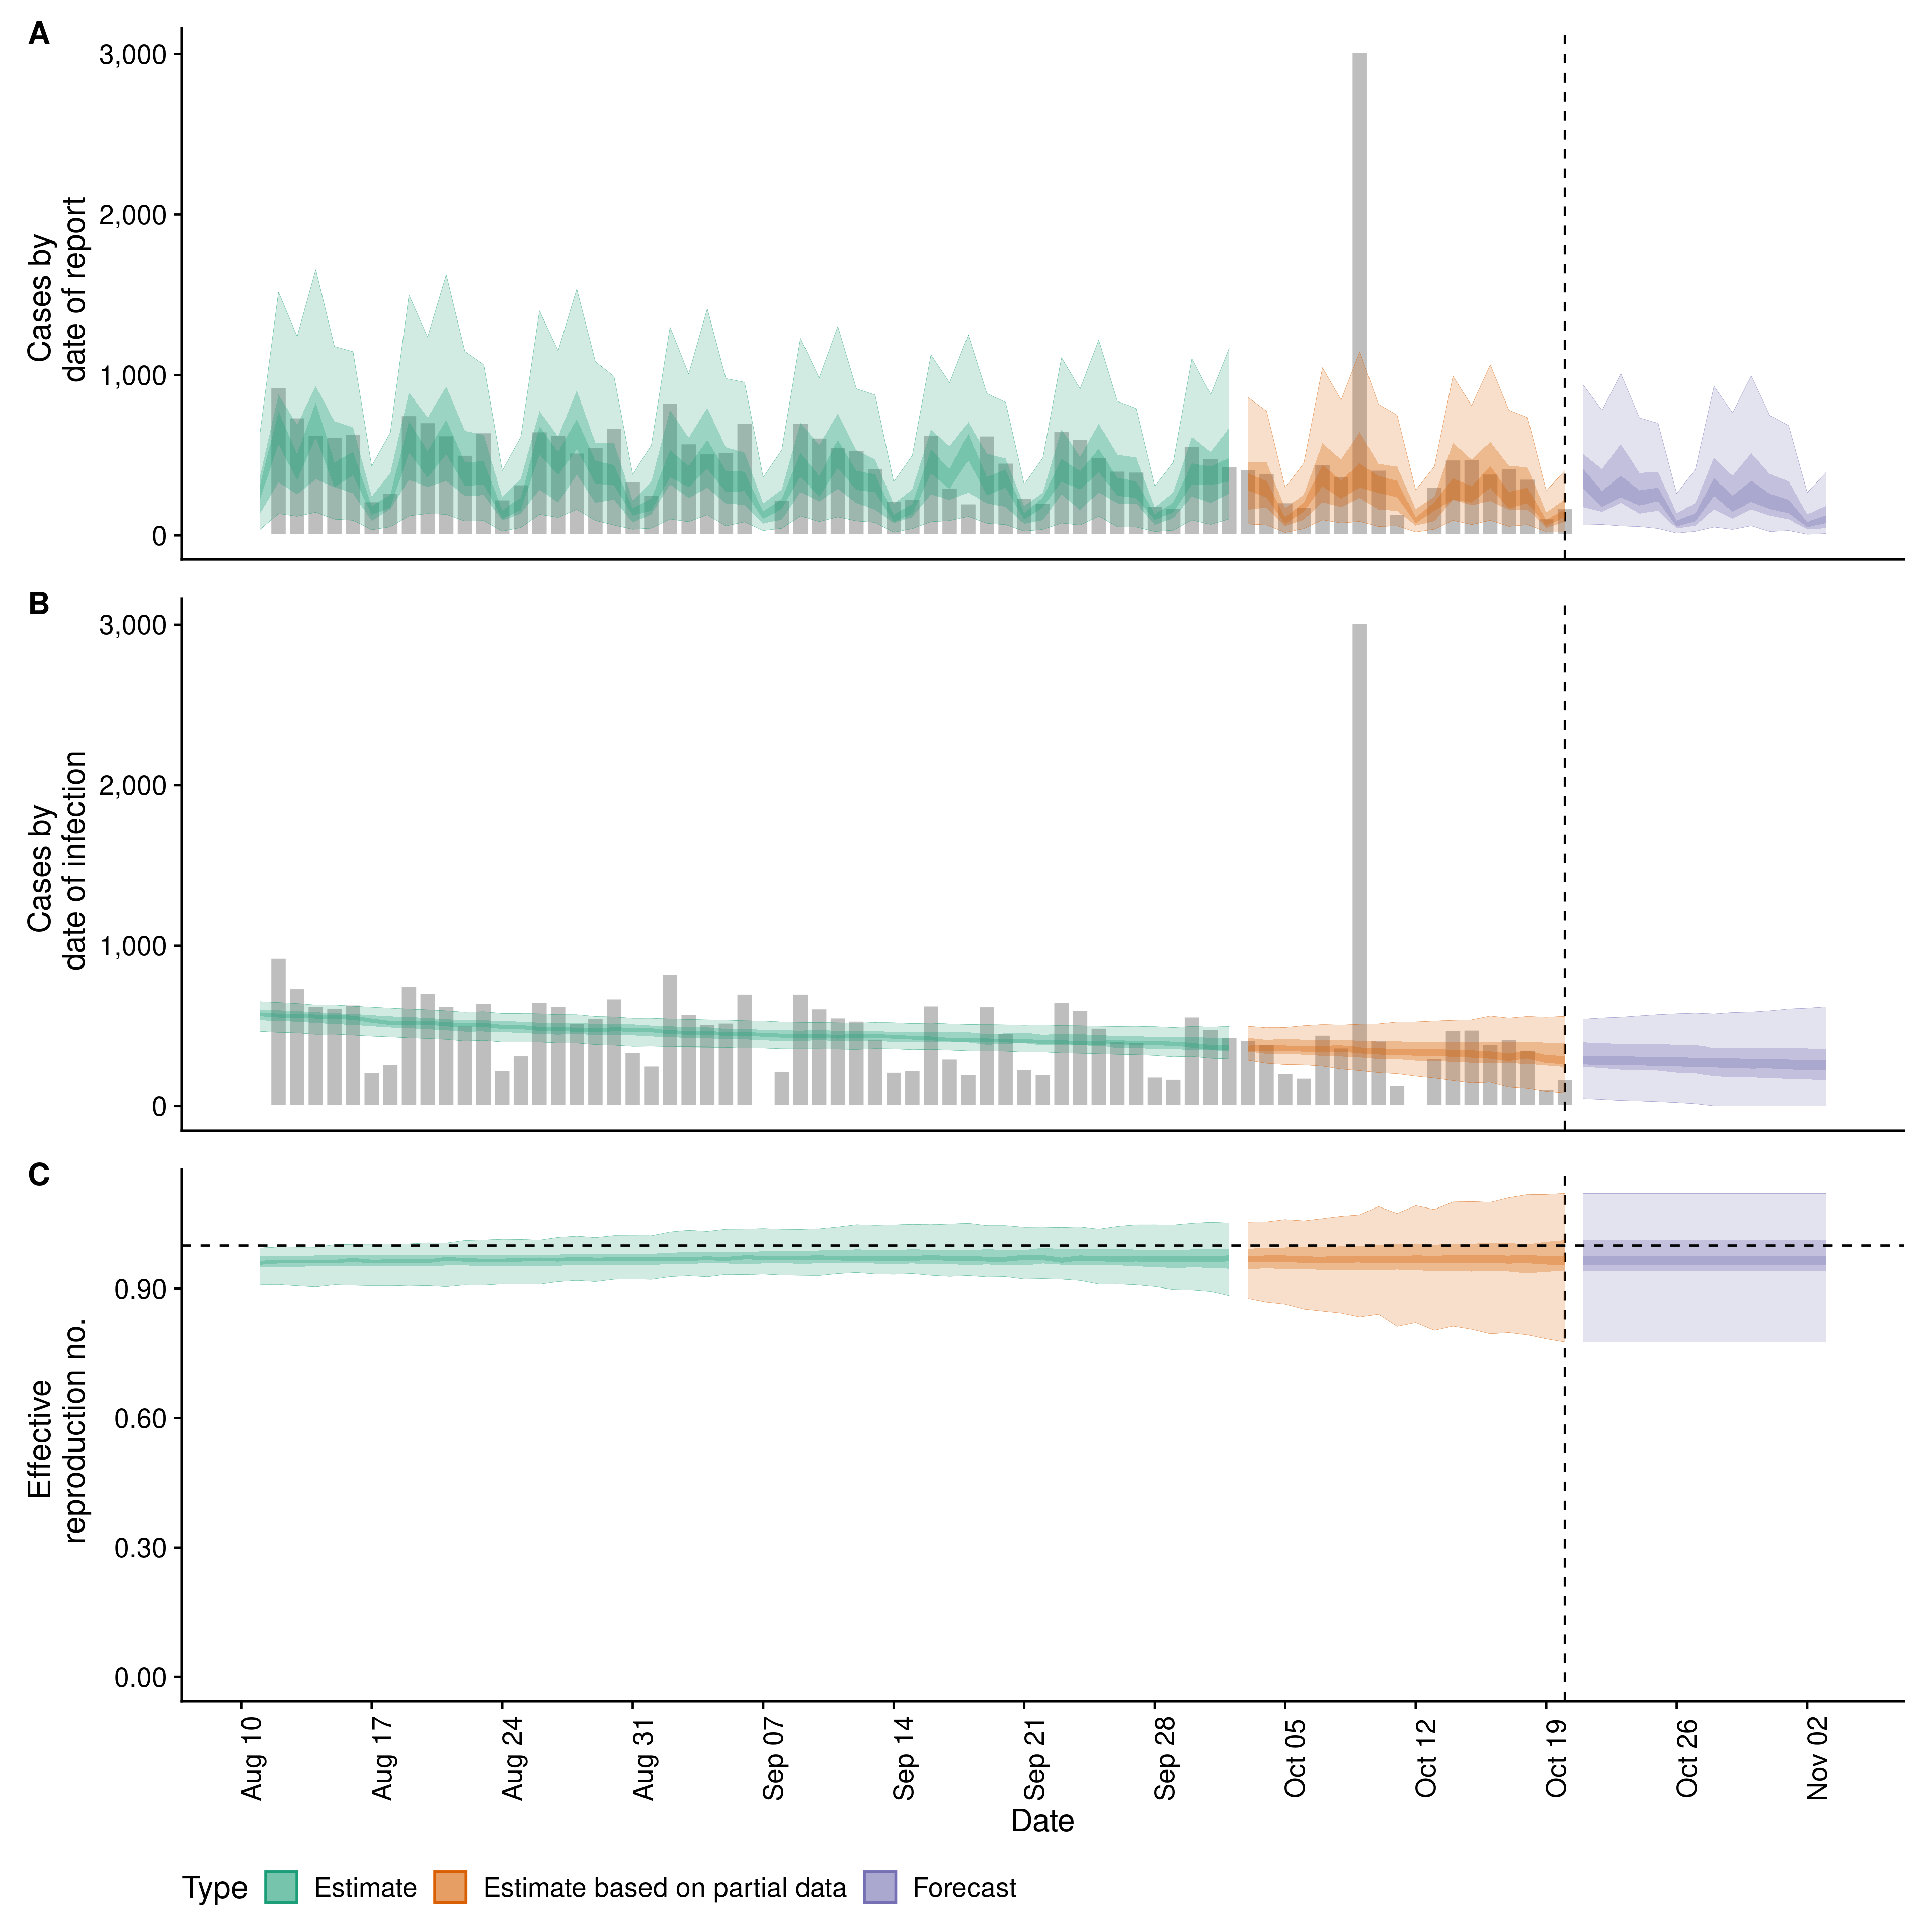 A
Cases by
date of report
3,000
2,000
1,000
0
B
Cases by
date of infection
3,000
2,000
1,000
0
C
Effective
reproduction no.
0.90
0.60
0.30
0.00
Aug 10
Aug 17
Aug 24
Aug 31
Sep 07
Sep 14
Sep 21
Sep 28
Oct 05
Oct 12
Oct 19
Oct 26
Nov 02
Date
Type Estimate Estimate based on partial data Forecast